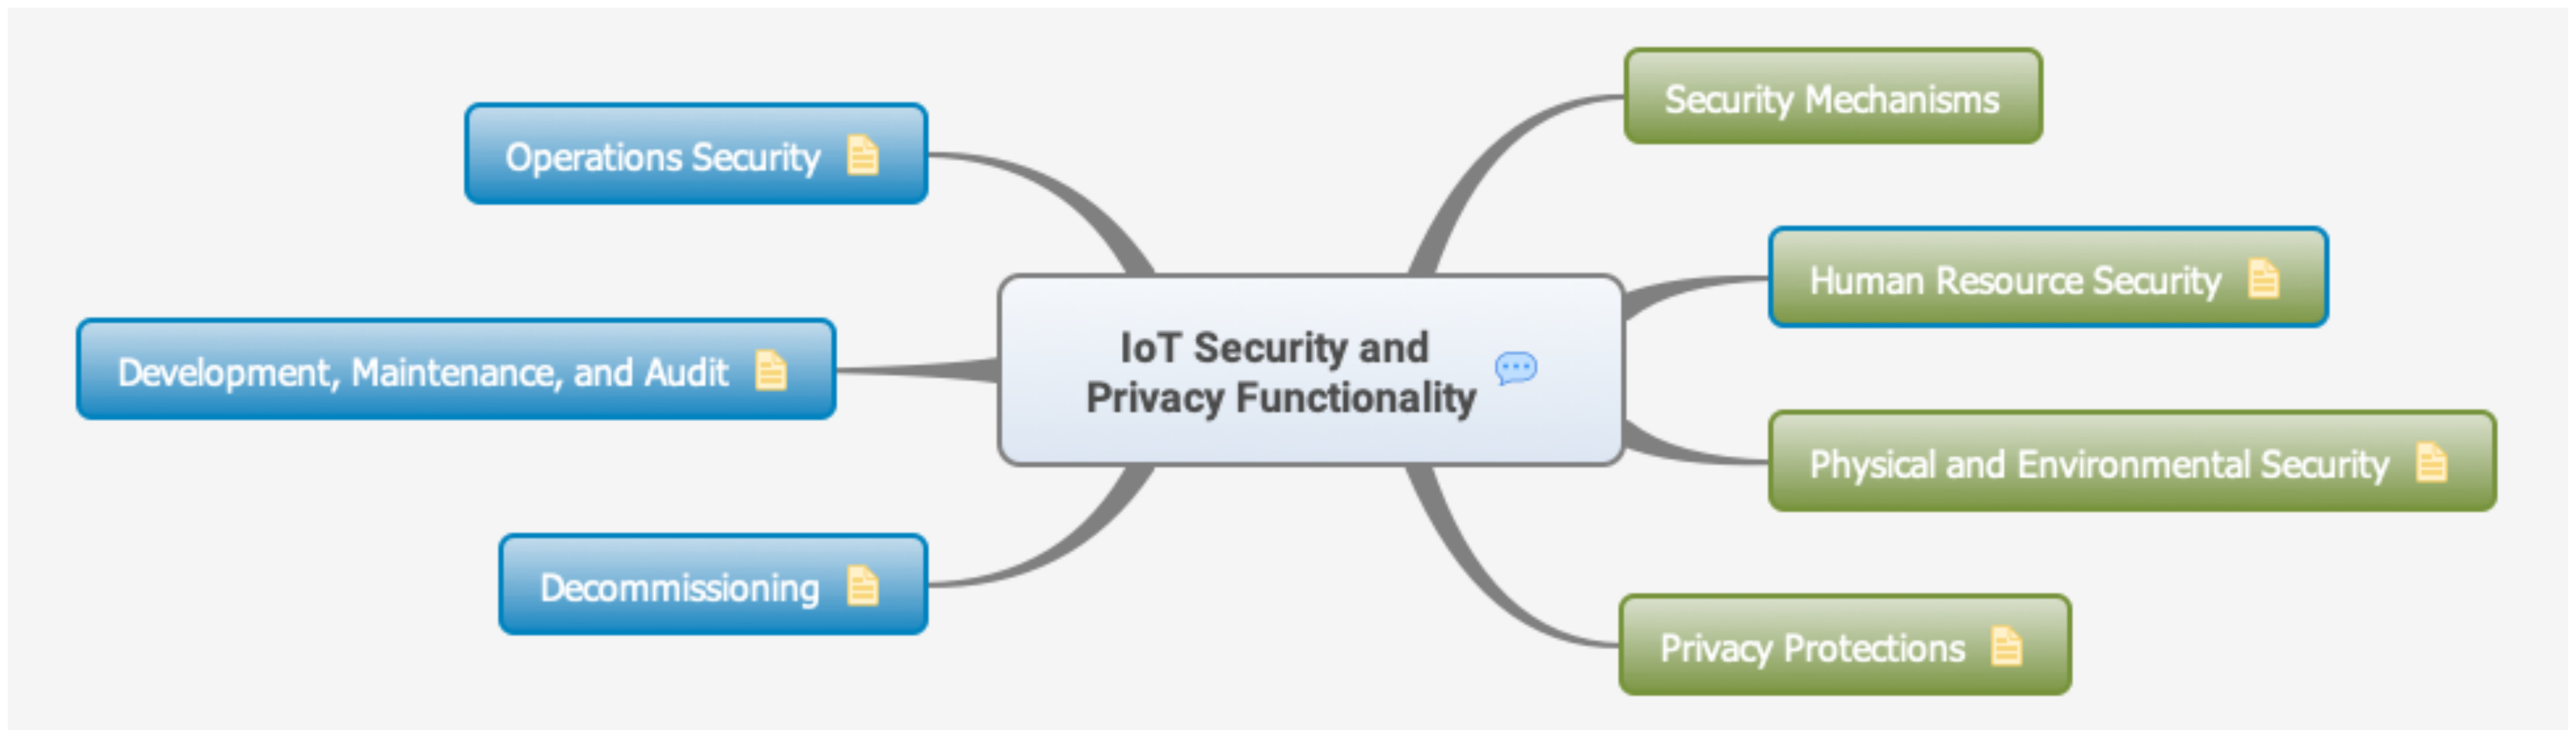 Security Mechanisms
Operations Security
Human Resource Security
IoT Security and
Privacy Functionality
Development, Maintenance, and Audit
Physical and Environmental Security
Decommissioning
Privacy Protections